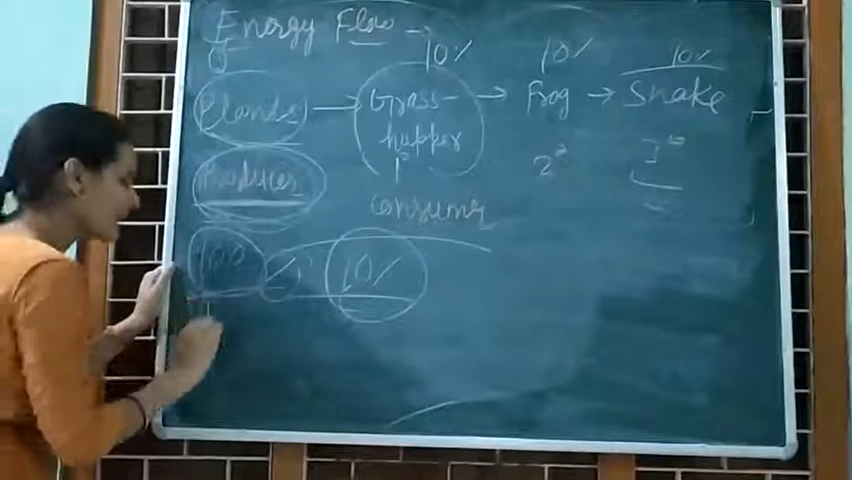 Energy Flow →
10% 10% 10%
Plants → Grass → Frog → Snake →
hopper
1° 2° 3°
Producer
consumer
100 10%